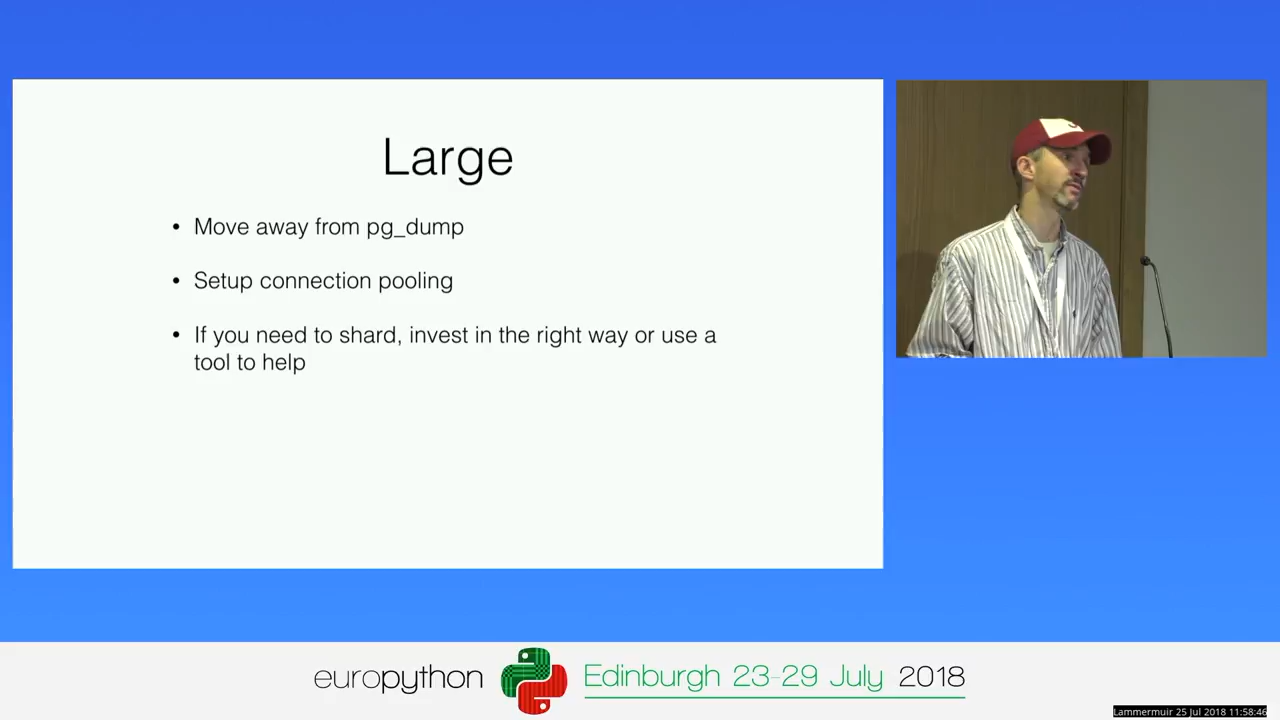 Large
• Move away from pg_dump
• Setup connection pooling
• If you need to shard, invest in the right way or use a
tool to help
europython Edinburgh 23-29 July 2018
Lammermuir 25 Jul 2018 11:58:46